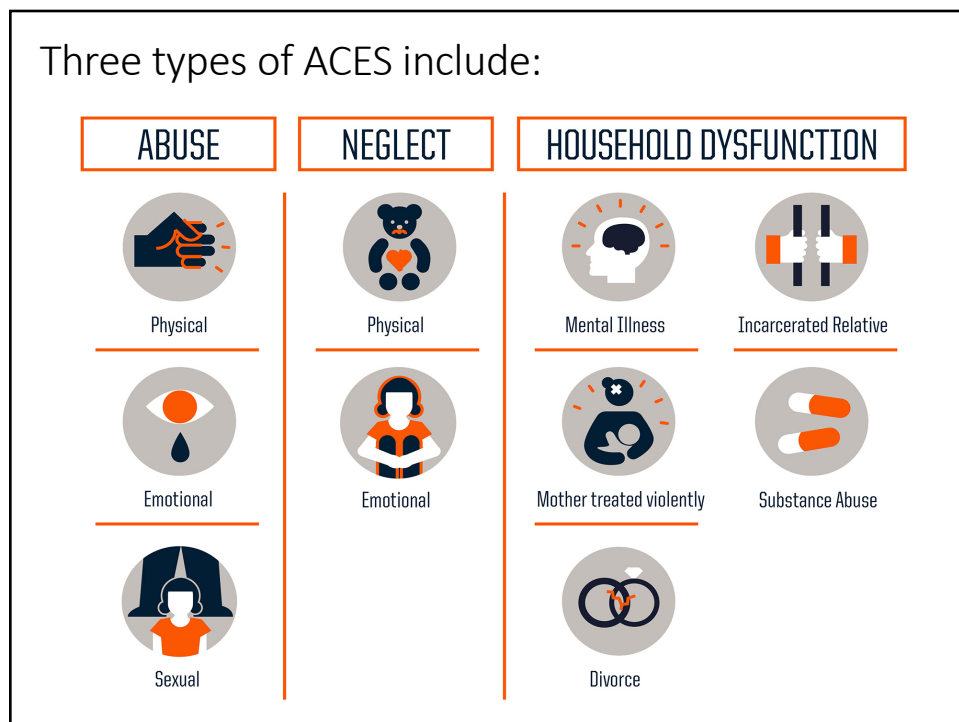 Three types of ACES include:
ABUSE
NEGLECT
HOUSEHOLD DYSFUNCTION
Physical
Physical
Mental Illness
Incarcerated Relative
Emotional
Emotional
Mother treated violently
Substance Abuse
Sexual
Divorce